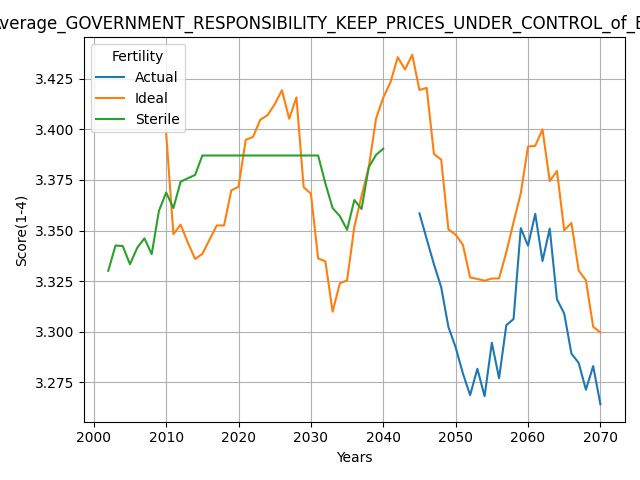 verage_GOVERNMENT_RESPONSIBILITY_KEEP_PRICES_UNDER_CONTROL_of_
Fertility
Actual
Ideal
Sterile
Score(1-4)
3.425
3.400
3.375
3.350
3.325
3.300
3.275
2000 2010 2020 2030 2040 2050 2060 2070
Years